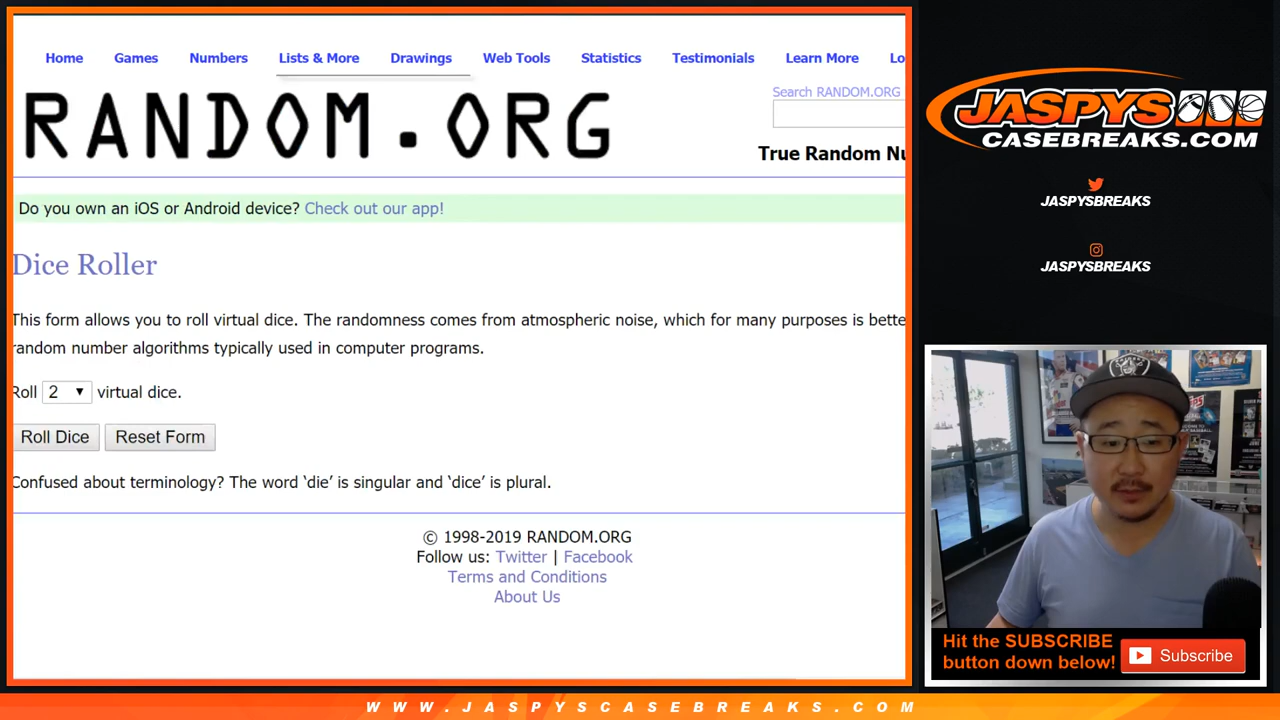 Home Games Numbers Lists & More Drawings Web Tools Statistics Testimonials Learn More Lo
Search RANDOM.ORG
RANDOM.ORG
True Random Nu
Do you own an iOS or Android device? Check out our app!
Dice Roller
This form allows you to roll virtual dice. The randomness comes from atmospheric noise, which for many purposes is bette
random number algorithms typically used in computer programs.
Roll 2 virtual dice.
Roll Dice Reset Form
Confused about terminology? The word ‘die’ is singular and ‘dice’ is plural.
© 1998-2019 RANDOM.ORG
Follow us: Twitter | Facebook
Terms and Conditions
About Us
JASPYS
CASEBREAKS.COM
JASPYSBREAKS
JASPYSBREAKS
Hit the SUBSCRIBE
button down below!
Subscribe
WWW.JASPYSCASEBREAKS.COM